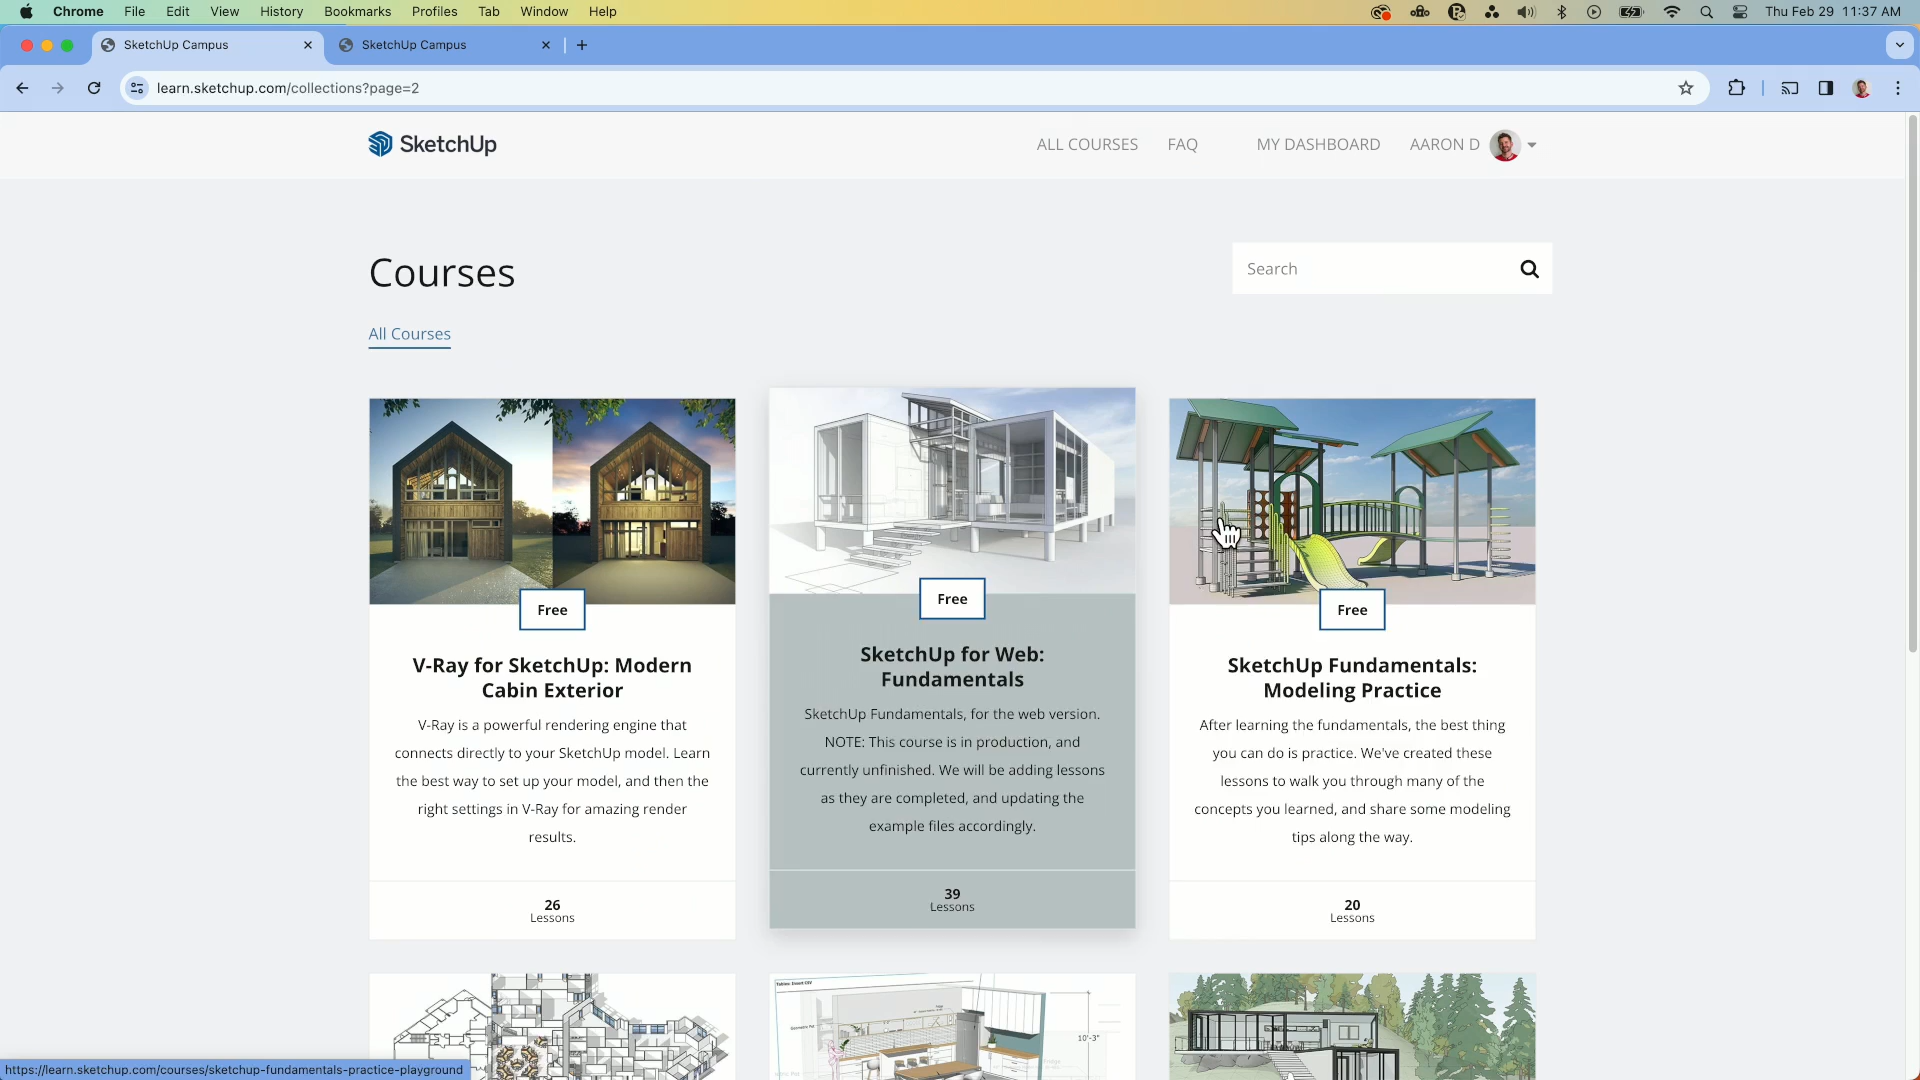 Chrome File Edit View History Bookmarks Profiles Tab Window Help Thu Feb 29 11:37 AM
SketchUp Campus SketchUp Campus
learn.sketchup.com/collections?page=2
SketchUp ALL COURSES FAQ MY DASHBOARD AARON D
Courses
Search
All Courses
Free
V-Ray for SketchUp: Modern
Cabin Exterior
V-Ray is a powerful rendering engine that
connects directly to your SketchUp model. Learn
the best way to set up your model, and then the
right settings in V-Ray for amazing render
results.
26
Lessons
Free
SketchUp for Web:
Fundamentals
SketchUp Fundamentals, for the web version.
NOTE: This course is in production, and
currently unfinished. We will be adding lessons
as they are completed, and updating the
example files accordingly.
39
Lessons
Free
SketchUp Fundamentals:
Modeling Practice
After learning the fundamentals, the best thing
you can do is practice. We've created these
lessons to walk you through many of the
concepts you learned, and share some modeling
tips along the way.
20
Lessons
10'-3"
https://learn.sketchup.com/courses/sketchup-fundamentals-practice-playground